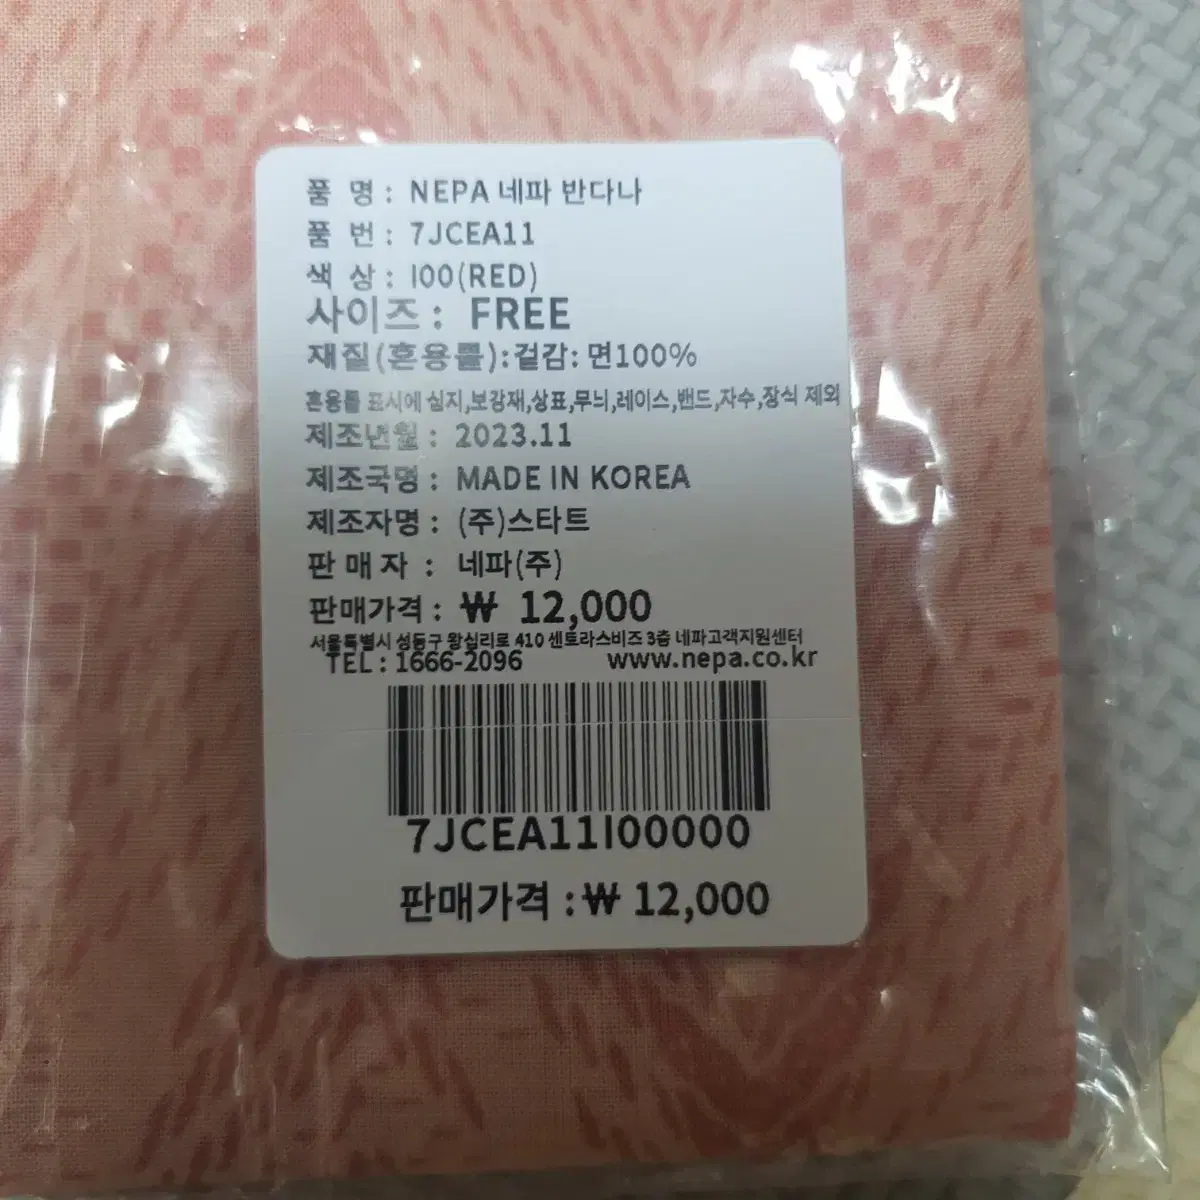 품 명 : NEPA 네파 반다나
품 번 : 7JCEA11
색 상 : I00(RED)
사이즈 : FREE
재질(혼용률):겉감: 면100%
혼용률 표시에 심지,보강재,상표,무늬,레이스,밴드,자수,장식 제외
제조년월 : 2023.11
제조국명 : MADE IN KOREA
제조자명 : (주)스타트
판 매 자 : 네파(주)
판매가격 : ₩ 12,000
서울특별시 성동구 왕십리로 410 센트라스비즈 3층 네파고객지원센터
TEL : 1666-2096 www.nepa.co.kr
7JCEA11I00000
판매가격 : ₩ 12,000